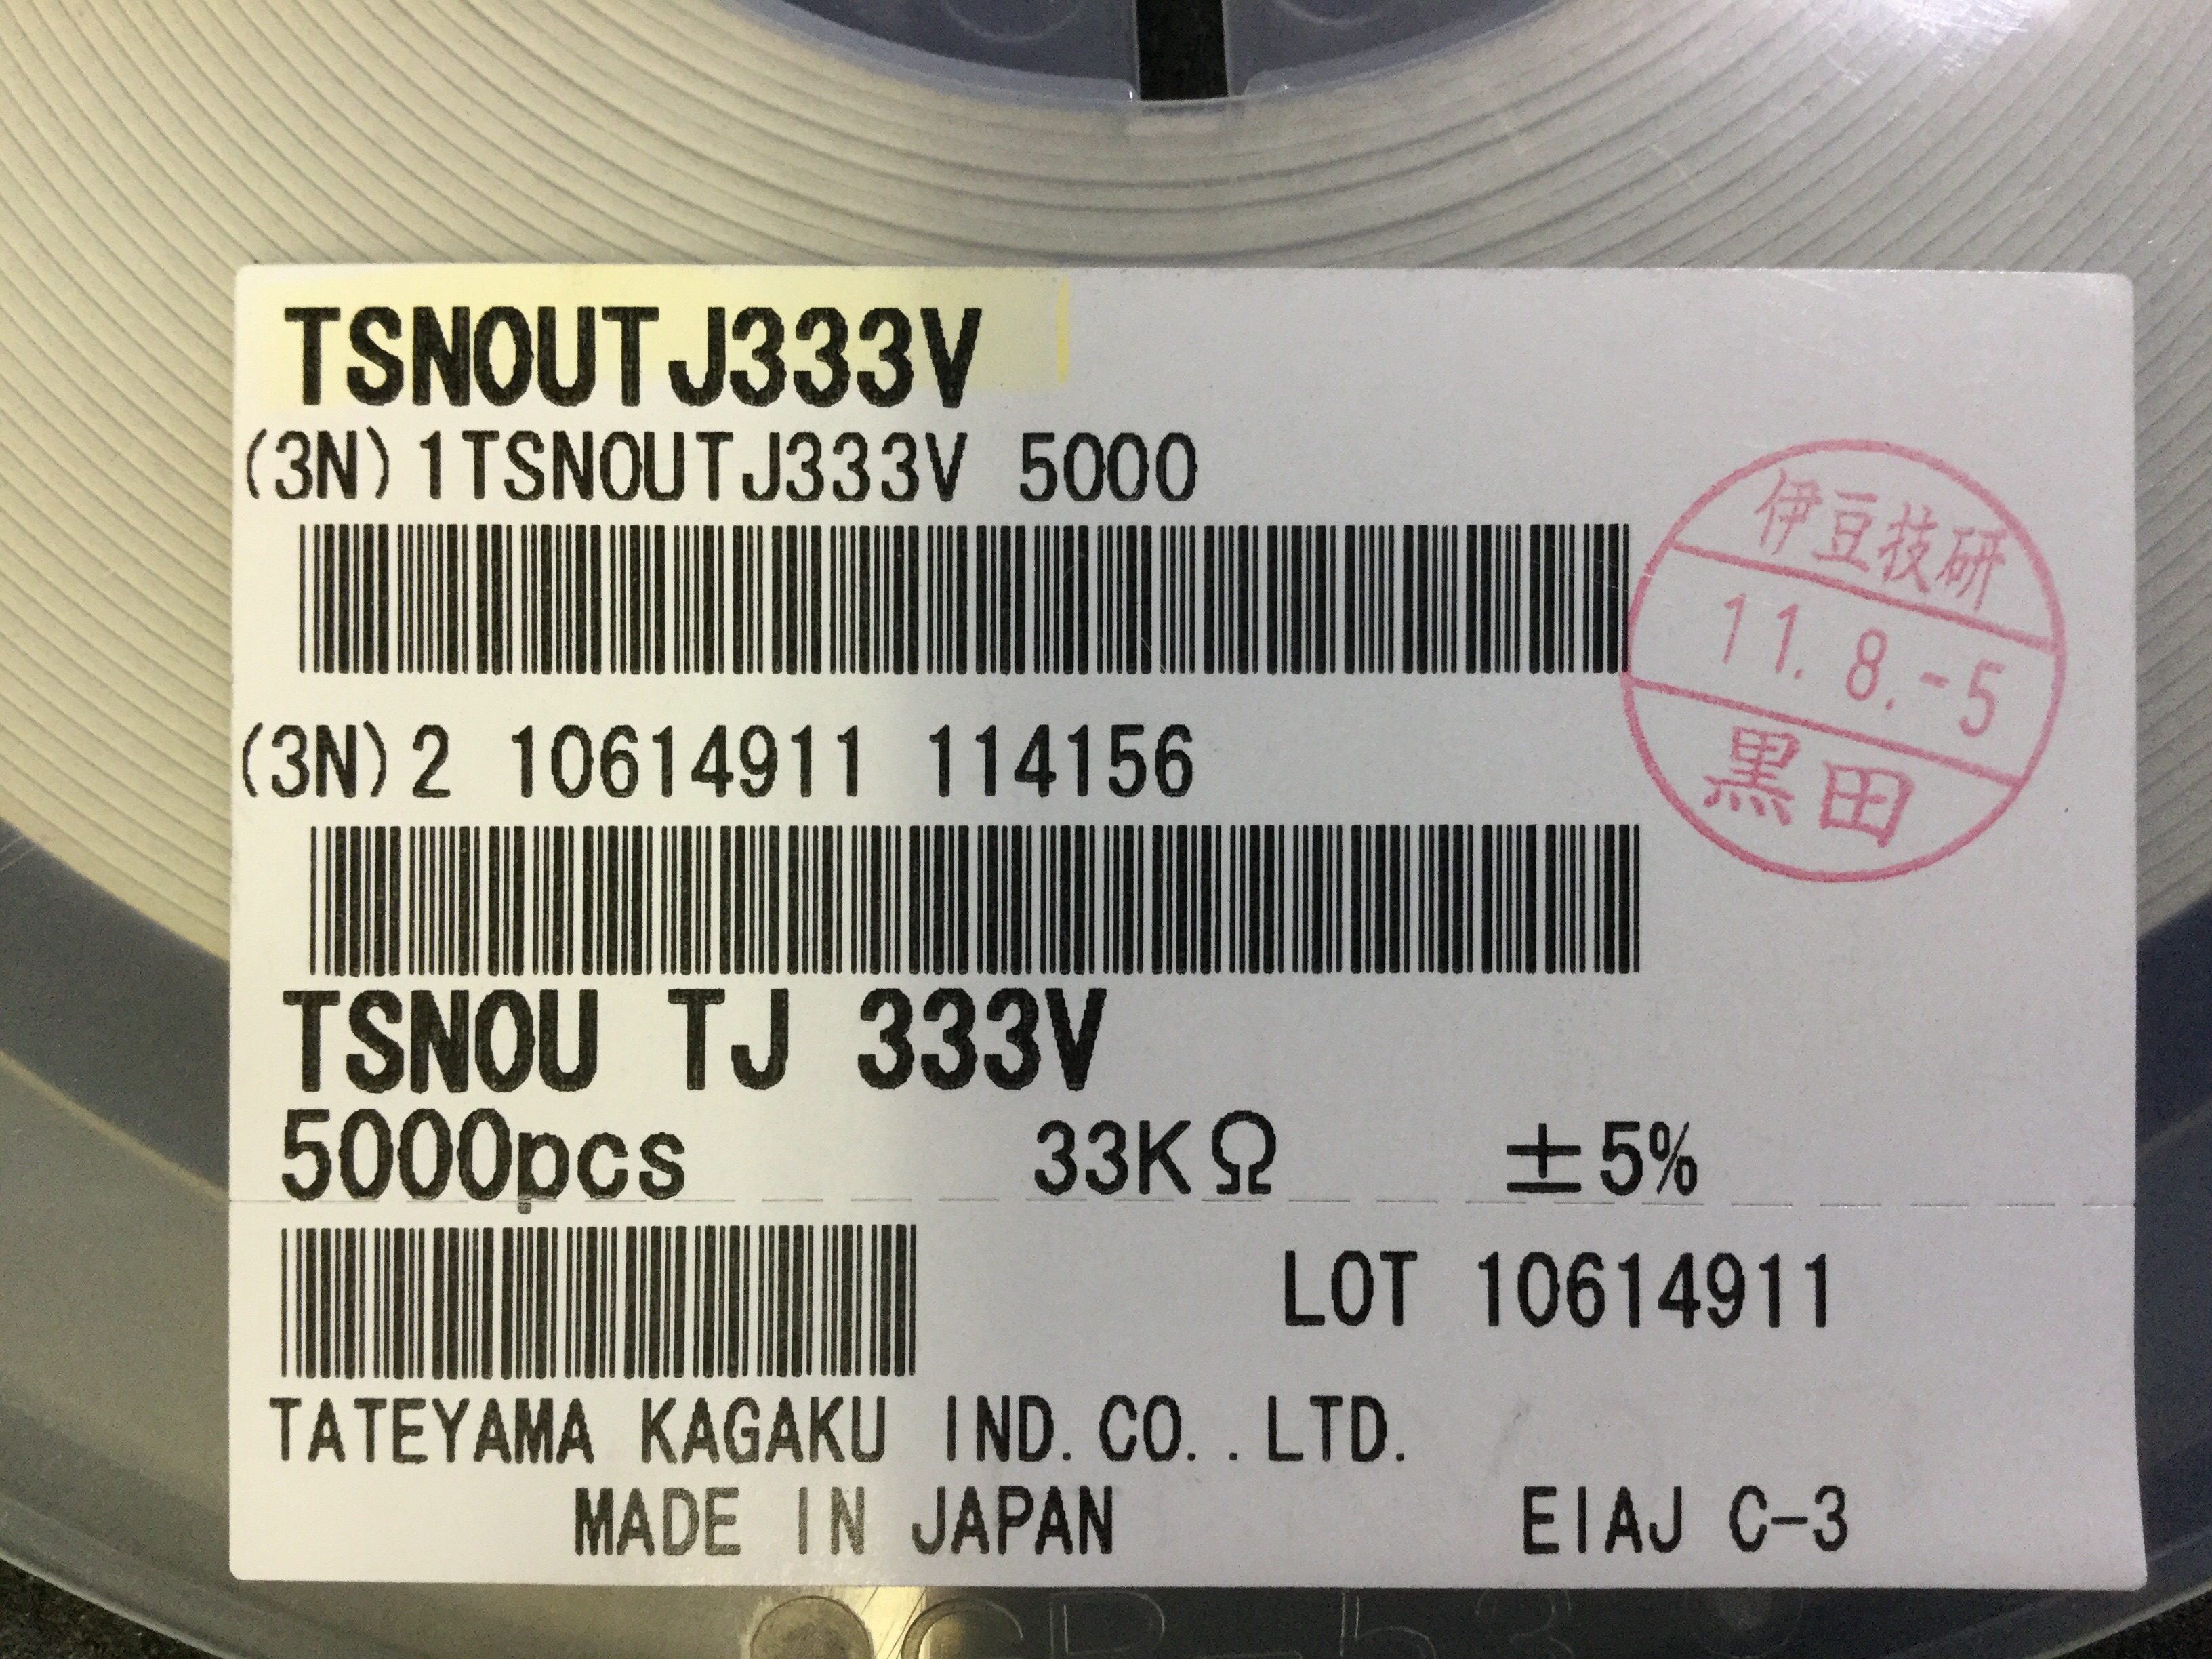 TSNOUTJ333V
(3N)1TSNOUTJ333V 5000
伊豆技研
11. 8.-5
黒田
(3N)2 10614911 114156
TSNOU TJ 333V
5000pcs 33KΩ ±5%
LOT 10614911
TATEYAMA KAGAKU IND.CO..LTD.
MADE IN JAPAN EIAJ C-3